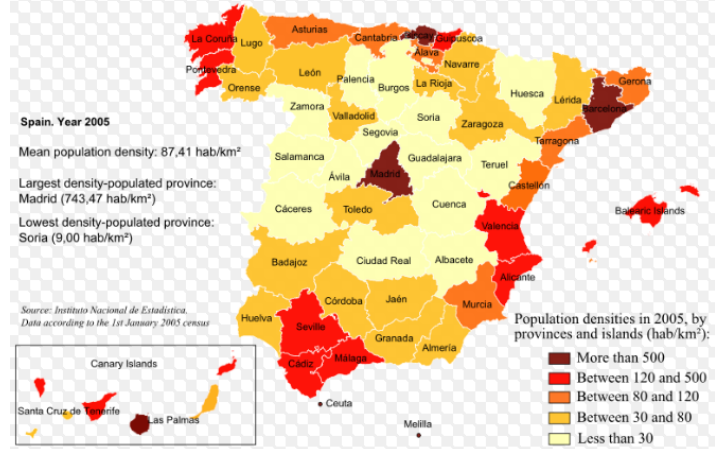 La Coruña
Lugo
Asturias
Cantabria
Guipuscoa
Álava
Navarre
Pontevedra
Orense
León
Palencia
Burgos
La Rioja
Huesca
Lérida
Gerona
Barcelona
Zamora
Valladolid
Soria
Zaragoza
Tarragona
Segovia
Salamanca
Ávila
Madrid
Guadalajara
Teruel
Castellón
Cáceres
Toledo
Cuenca
Valencia
Balearic Islands
Badajoz
Ciudad Real
Albacete
Alicante
Huelva
Seville
Córdoba
Jaén
Murcia
Cádiz
Málaga
Granada
Almería
Ceuta
Melilla
Spain. Year 2005
Mean population density: 87,41 hab/km²
Largest density-populated province:
Madrid (743,47 hab/km²)
Lowest density-populated province:
Soria (9,00 hab/km²)
Source: Instituto Nacional de Estadística.
Data according to the 1st January 2005 census
Canary Islands
Santa Cruz de Tenerife
Las Palmas
Population densities in 2005, by
provinces and islands (hab/km²):
More than 500
Between 120 and 500
Between 80 and 120
Between 30 and 80
Less than 30